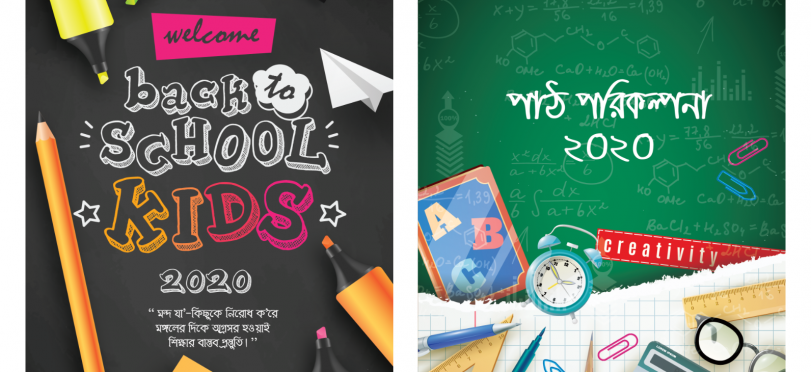 welcome
back to
SCHOOL
KIDS
2020
“ মন্দ যা’-কিছুকে নিরোধ ক’রে
মঙ্গলের দিকে অগ্রসর হওয়াই
শিক্ষার বাস্তব প্রস্তুতি। ”
পাঠ পরিকল্পনা
২০২০
A
B
C
creativity